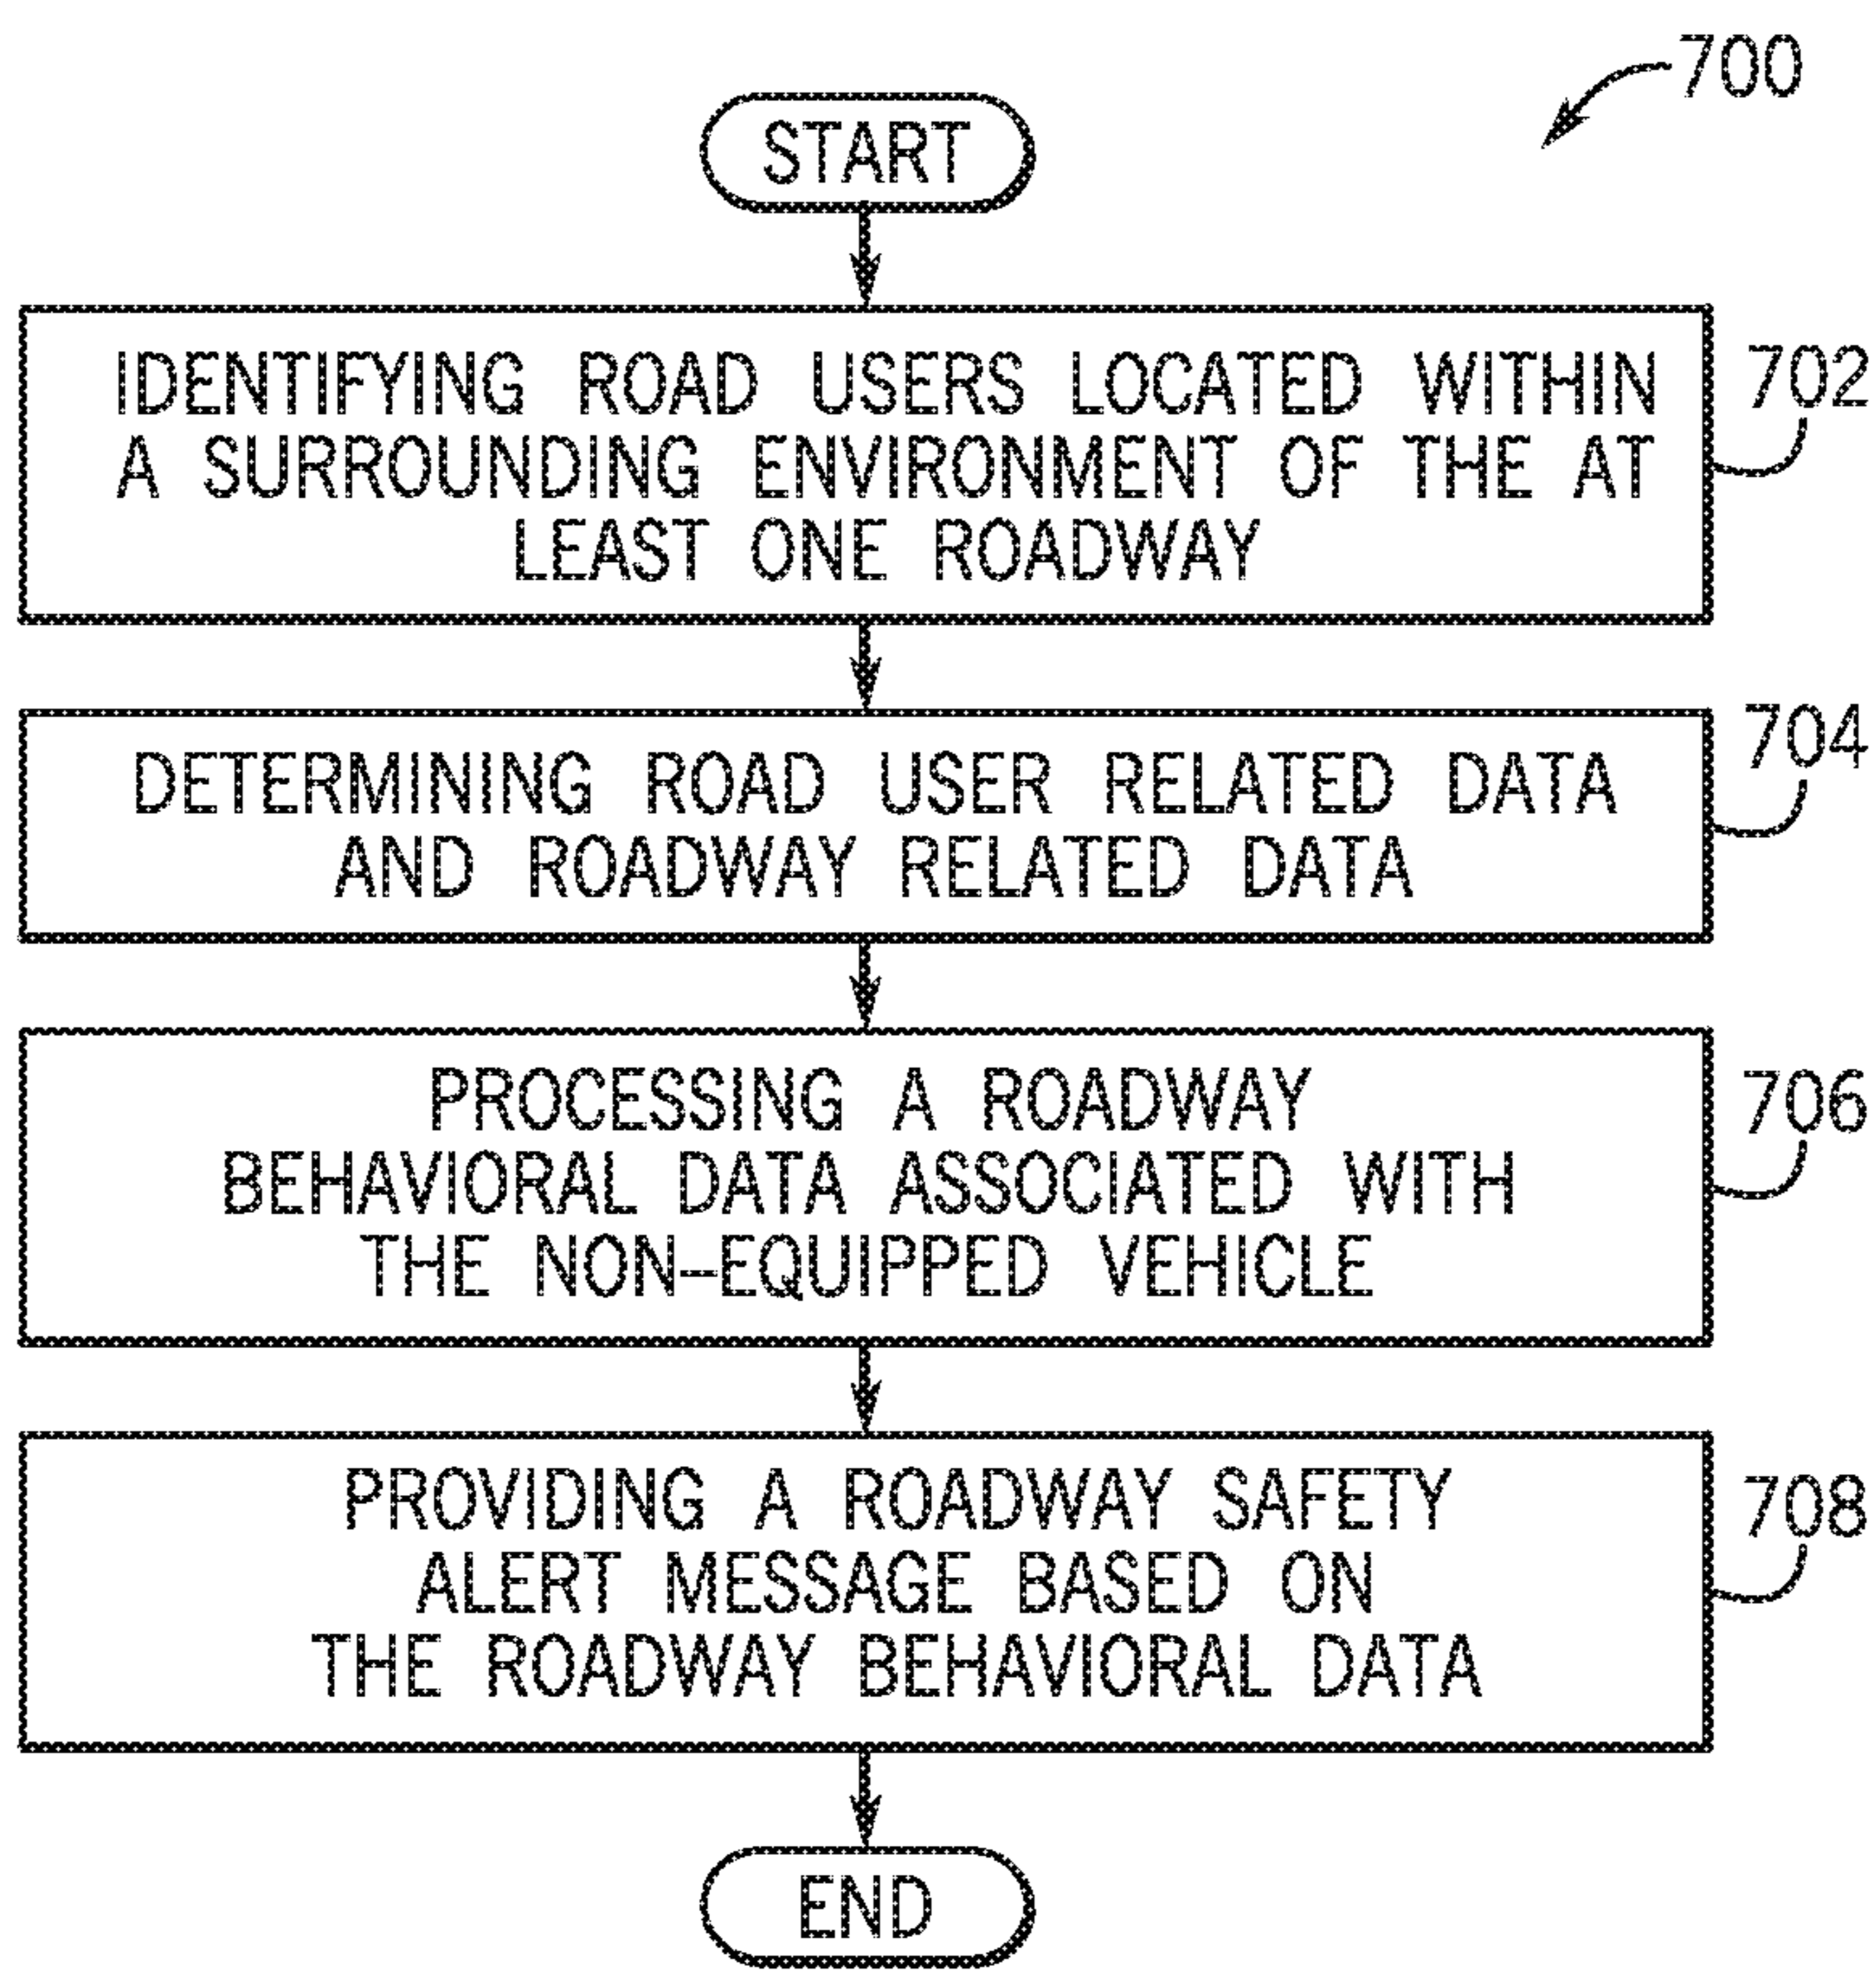 700
START
IDENTIFYING ROAD USERS LOCATED WITHIN
A SURROUNDING ENVIRONMENT OF THE AT
LEAST ONE ROADWAY
702
DETERMINING ROAD USER RELATED DATA
AND ROADWAY RELATED DATA
704
PROCESSING A ROADWAY
BEHAVIORAL DATA ASSOCIATED WITH
THE NON-EQUIPPED VEHICLE
706
PROVIDING A ROADWAY SAFETY
ALERT MESSAGE BASED ON
THE ROADWAY BEHAVIORAL DATA
708
END